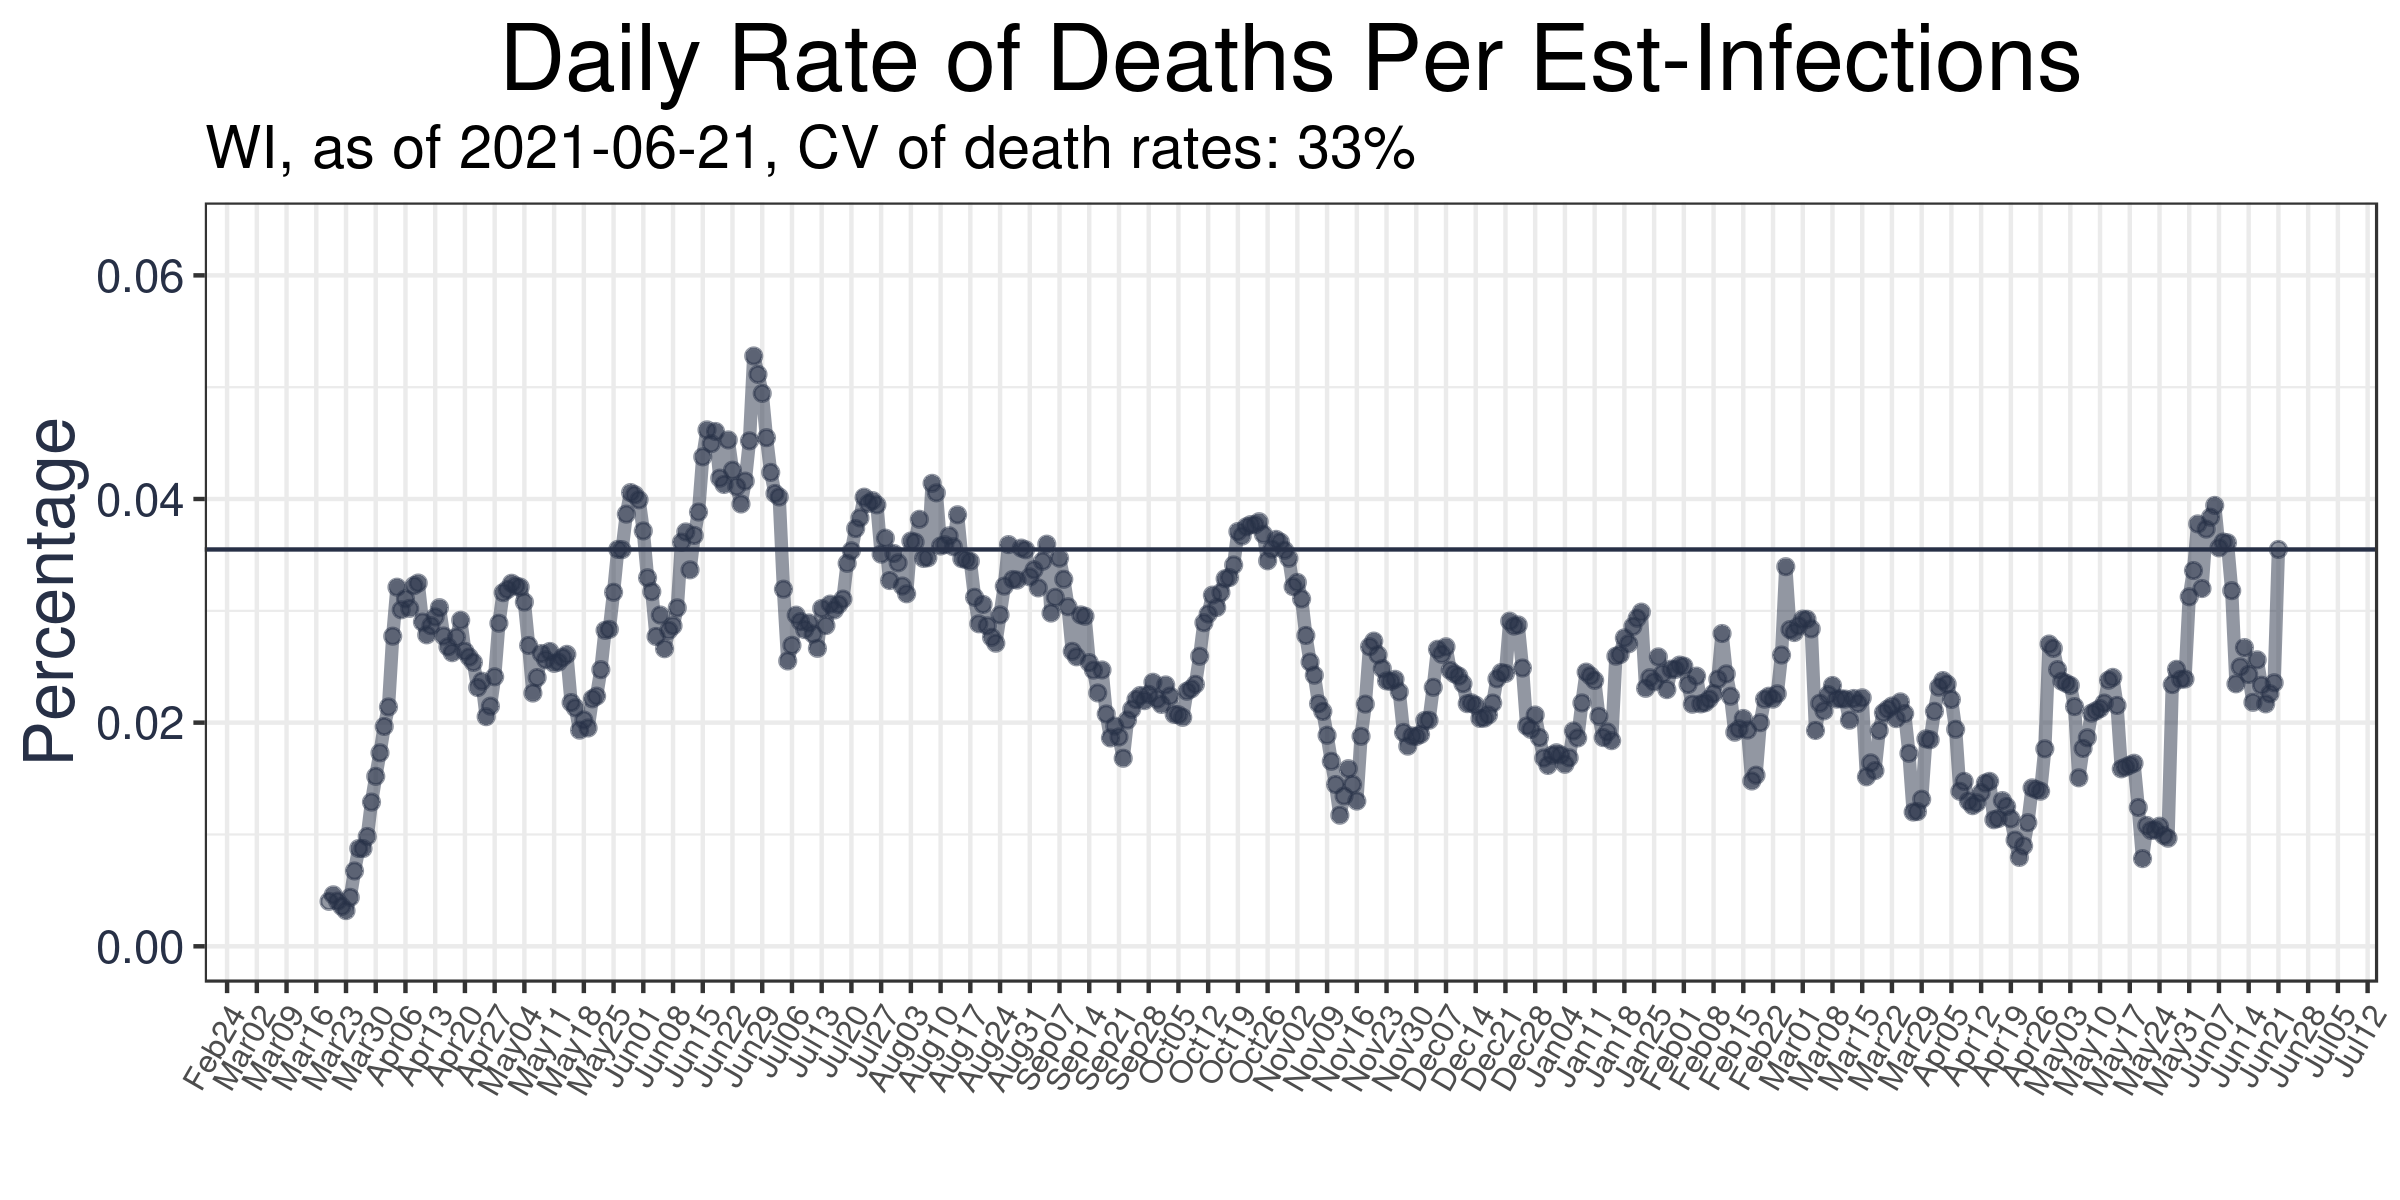 Daily Rate of Deaths Per Est-Infections
WI, as of 2021-06-21, CV of death rates: 33%
Percentage
0.06
0.04
0.02
0.00
Feb24
Mar02
Mar09
Mar16
Mar23
Mar30
Apr06
Apr13
Apr20
Apr27
May04
May11
May18
May25
Jun01
Jun08
Jun15
Jun22
Jun29
Jul06
Jul13
Jul20
Jul27
Aug03
Aug10
Aug17
Aug24
Aug31
Sep07
Sep14
Sep21
Sep28
Oct05
Oct12
Oct19
Oct26
Nov02
Nov09
Nov16
Nov23
Nov30
Dec07
Dec14
Dec21
Dec28
Jan04
Jan11
Jan18
Jan25
Feb01
Feb08
Feb15
Feb22
Mar01
Mar08
Mar15
Mar22
Mar29
Apr05
Apr12
Apr19
Apr26
May03
May10
May17
May24
May31
Jun07
Jun14
Jun21
Jun28
Jul05
Jul12